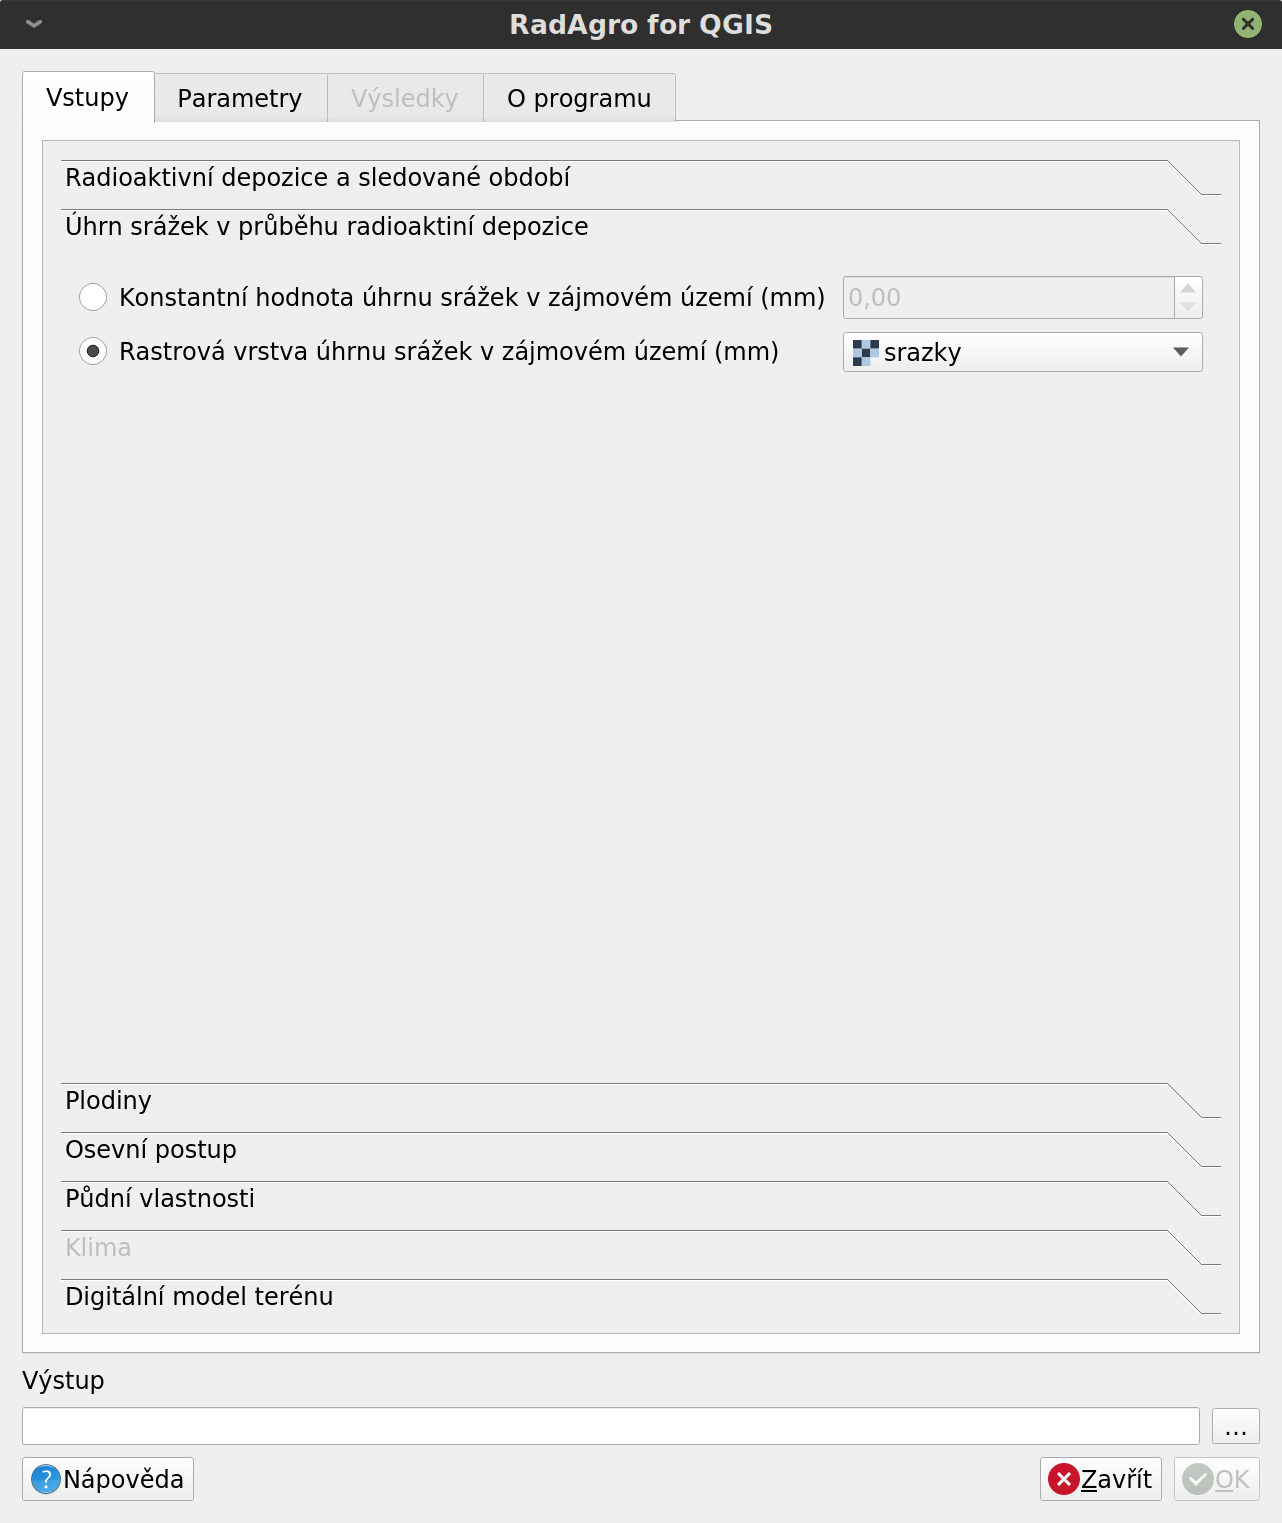 RadAgro for QGIS
Vstupy Parametry Výsledky O programu
Radioaktivní depozice a sledované období
Úhrn srážek v průběhu radioaktiní depozice
Konstantní hodnota úhrnu srážek v zájmovém území (mm) 0,00
Rastrová vrstva úhrnu srážek v zájmovém území (mm) srazky
Plodiny
Osevní postup
Půdní vlastnosti
Klima
Digitální model terénu
Výstup
...
Nápověda Zavřít OK